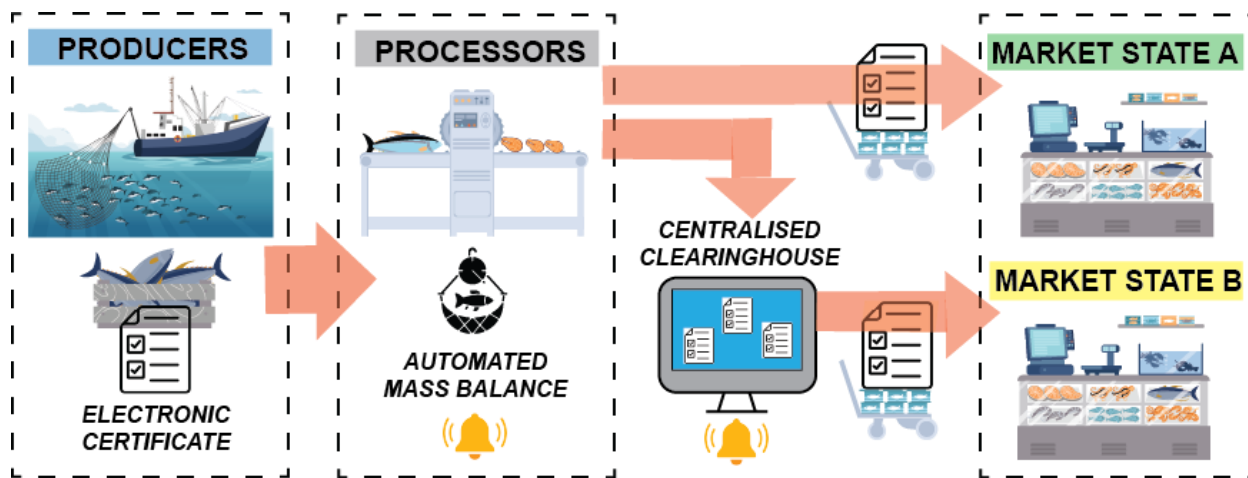 PRODUCERS
ELECTRONIC
CERTIFICATE
PROCESSORS
AUTOMATED
MASS BALANCE
CENTRALISED
CLEARINGHOUSE
MARKET STATE A
MARKET STATE B